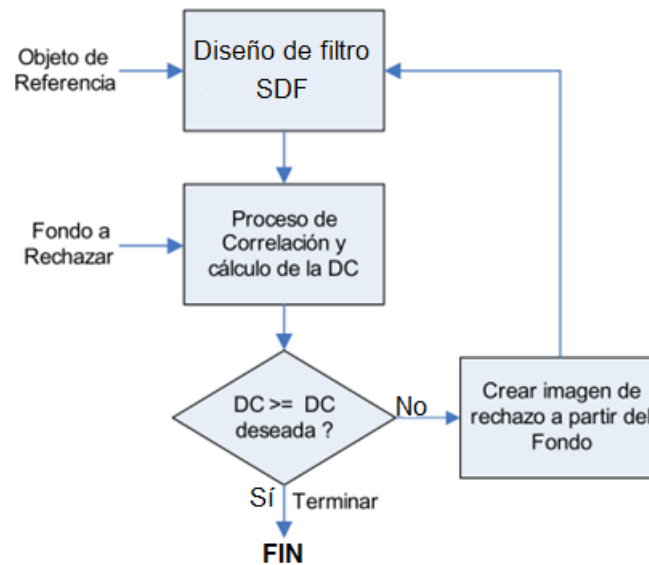 Objeto de
Referencia
Diseño de filtro
SDF
Fondo a
Rechazar
Proceso de
Correlación y
cálculo de la DC
DC >= DC
deseada ?
No
Crear imagen de
rechazo a partir del
Fondo
Sí
Terminar
FIN